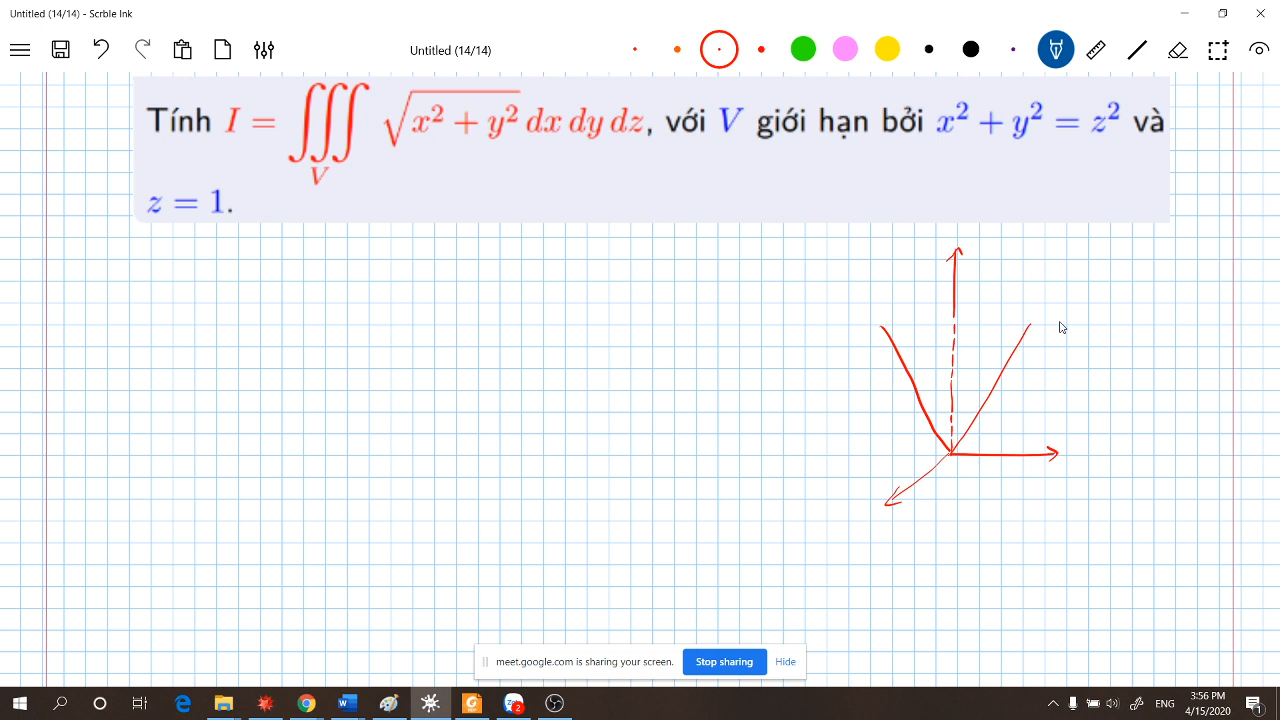 Untitled (14/14) - Scrble Ink
Untitled (14/14)
Tính I = ∭_V √(x² + y²) dx dy dz, với V giới hạn bởi x² + y² = z² và
z = 1.
meet.google.com is sharing your screen. Stop sharing Hide
2
ENG
3:56 PM
4/15/2020
1